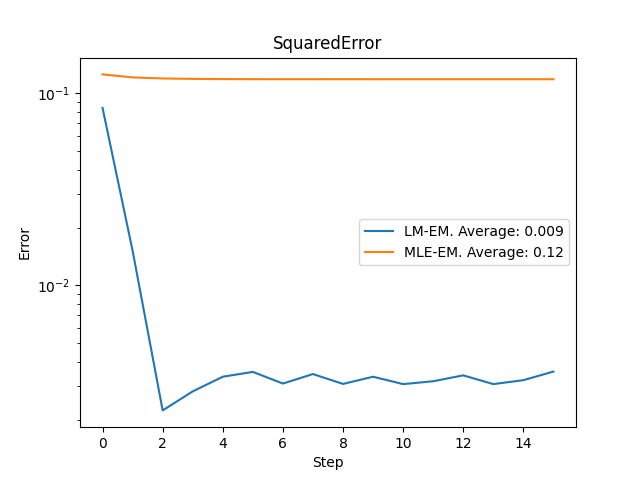 SquaredError
Error
10⁻¹
10⁻²
LM-EM. Average: 0.009
MLE-EM. Average: 0.12
0 2 4 6 8 10 12 14
Step